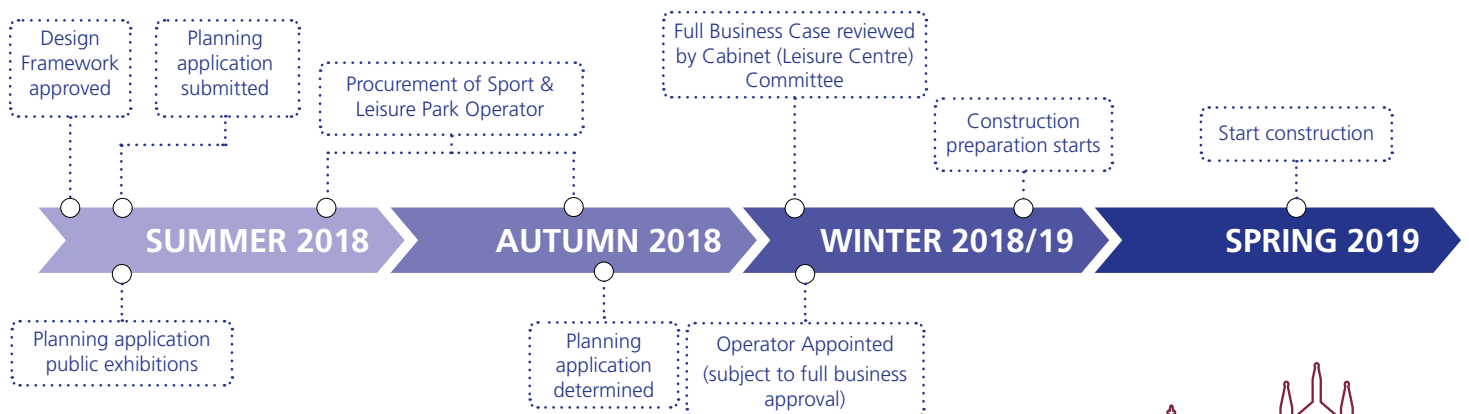 Design
Framework
approved
Planning
application
submitted
Procurement of Sport &
Leisure Park Operator
Full Business Case reviewed
by Cabinet (Leisure Centre)
Committee
Construction
preparation starts
Start construction
SUMMER 2018
AUTUMN 2018
WINTER 2018/19
SPRING 2019
Planning application
public exhibitions
Planning
application
determined
Operator Appointed
(subject to full business
approval)